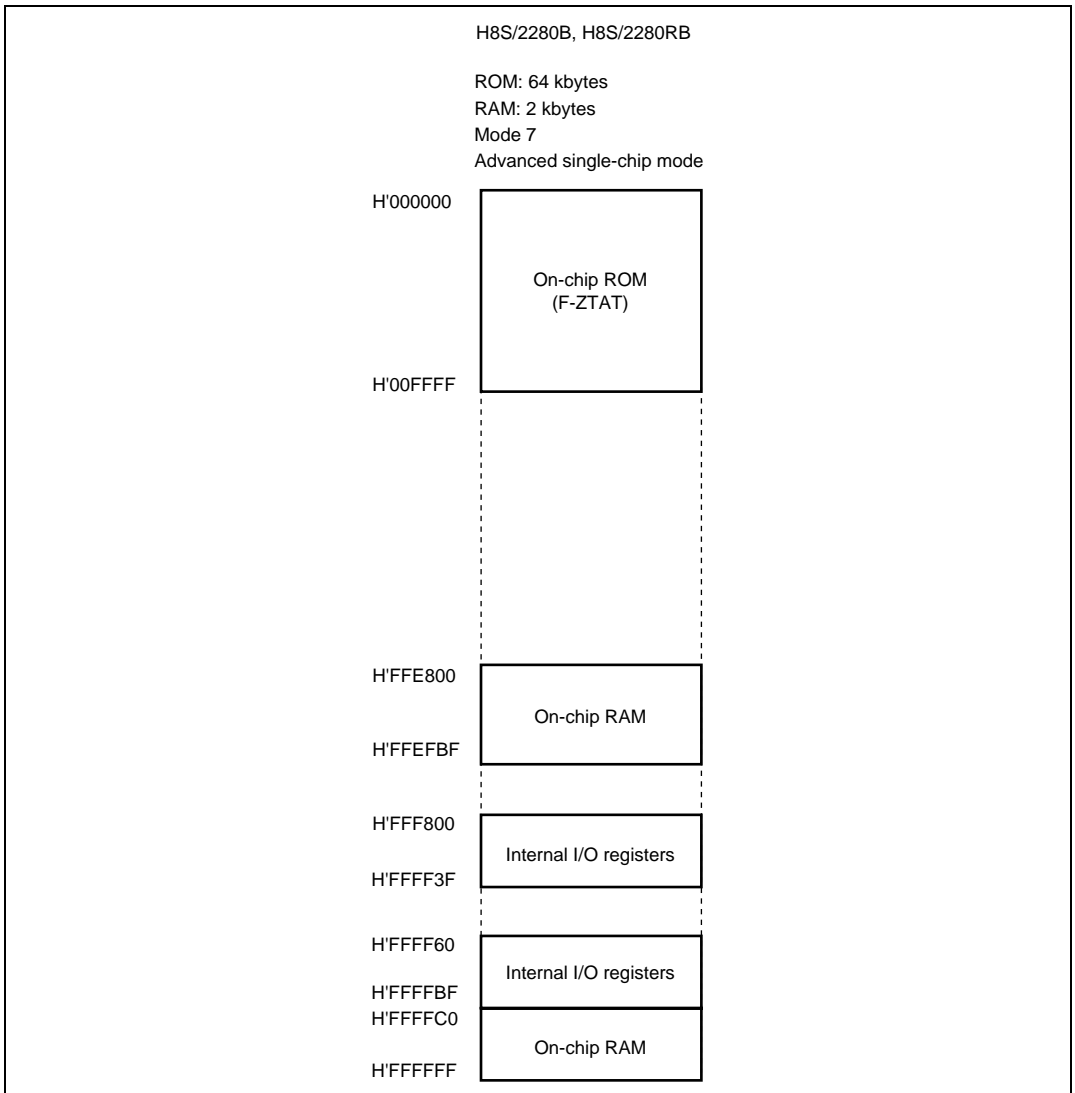 H8S/2280B, H8S/2280RB
ROM: 64 kbytes
RAM: 2 kbytes
Mode 7
Advanced single-chip mode
H'000000
On-chip ROM
(F-ZTAT)
H'00FFFF
H'FFE800
On-chip RAM
H'FFEFBF
H'FFF800
Internal I/O registers
H'FFFF3F
H'FFFF60
Internal I/O registers
H'FFFFBF
H'FFFFC0
On-chip RAM
H'FFFFFF